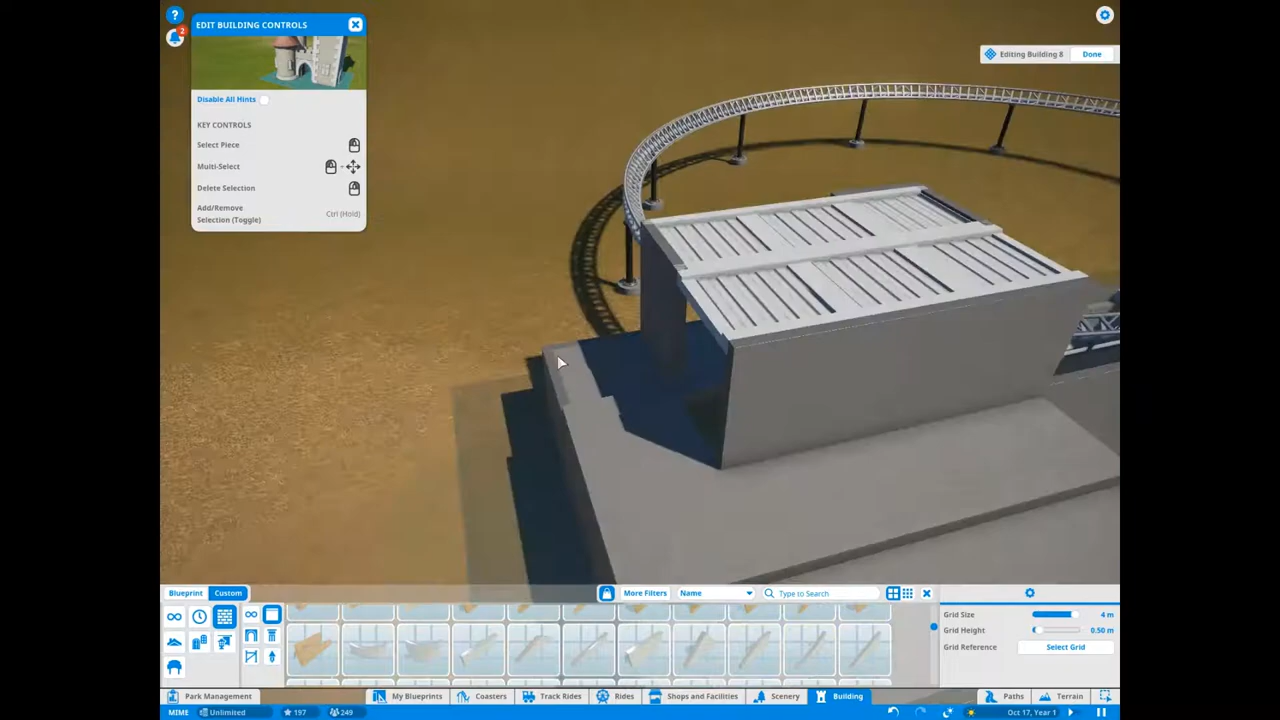 ?
2
EDIT BUILDING CONTROLS
Disable All Hints
KEY CONTROLS
Select Piece
Multi-Select
Delete Selection
Add/Remove
Selection (Toggle)
Ctrl (Hold)
Editing Building 8
Done
Blueprint
Custom
More Filters
Name
Type to Search
Grid Size
4 m
Grid Height
0.50 m
Grid Reference
Select Grid
Park Management
My Blueprints
Coasters
Track Rides
Rides
Shops and Facilities
Scenery
Building
Paths
Terrain
MIME
Unlimited
197
249
Oct 17, Year 1